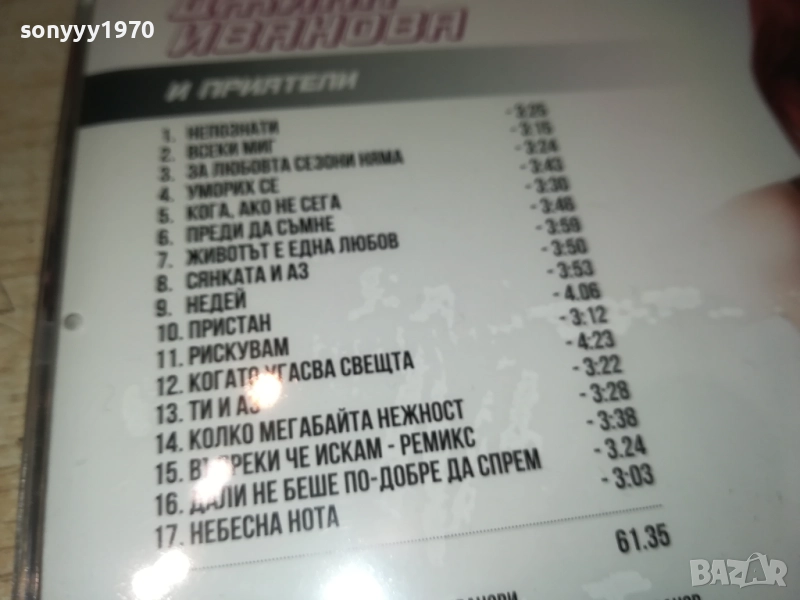 sonyyy1970
ИВАНОВА
И ПРИЯТЕЛИ
1. НЕПОЗНАТИ - 3:25
2. ВСЕКИ МИГ - 3:15
3. ЗА ЛЮБОВТА СЕЗОНИ НЯМА - 3:24
4. УМОРИХ СЕ - 3:43
5. КОГА, АКО НЕ СЕГА - 3:30
6. ПРЕДИ ДА СЪМНЕ - 3:46
7. ЖИВОТЪТ Е ЕДНА ЛЮБОВ - 3:59
8. СЯНКАТА И АЗ - 3:50
9. НЕДЕЙ - 3:53
10. ПРИСТАН - 4.06
11. РИСКУВАМ - 3:12
12. КОГАТО УГАСВА СВЕЩТА - 4:23
13. ТИ И АЗ - 3:22
14. КОЛКО МЕГАБАЙТА НЕЖНОСТ - 3:28
15. ВЪПРЕКИ ЧЕ ИСКАМ - РЕМИКС - 3:38
16. ДАЛИ НЕ БЕШЕ ПО-ДОБРЕ ДА СПРЕМ - 3.24
17. НЕБЕСНА НОТА - 3:03
61.35
BAZAR